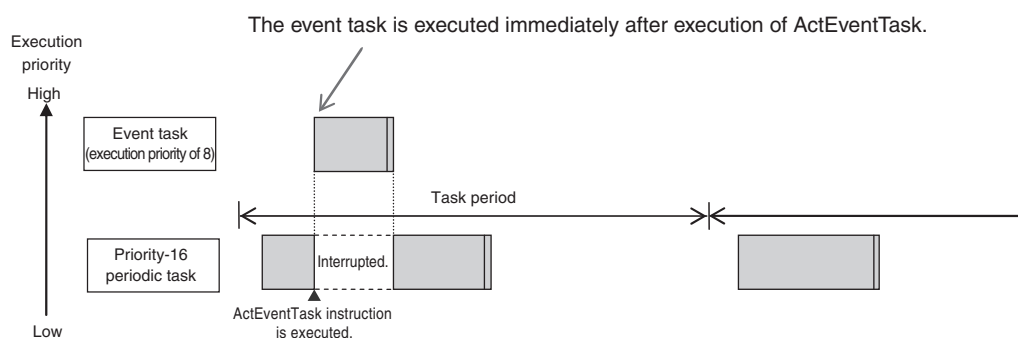 The event task is executed immediately after execution of ActEventTask.
Execution
priority
High
Event task
(execution priority of 8)
Task period
Priority-16
periodic task
Interrupted.
ActEventTask instruction
is executed.
Low